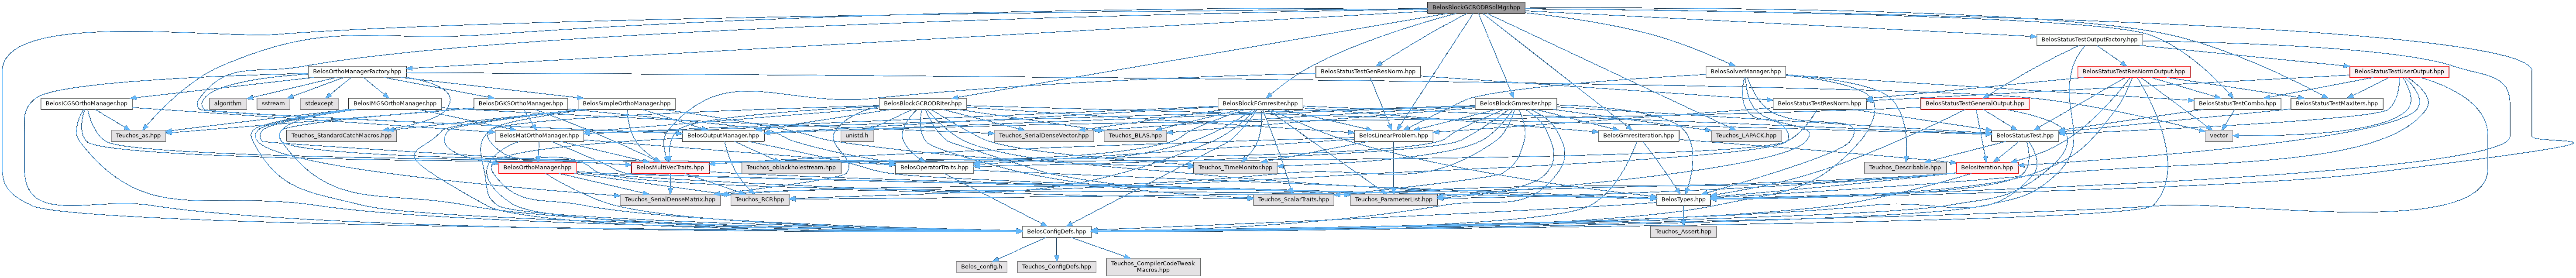 BelosBlockGCRODRSolMgr.hpp
BelosStatusTestOutputFactory.hpp
BelosOrthoManagerFactory.hpp
BelosStatusTestGenResNorm.hpp
BelosSolverManager.hpp
BelosStatusTestResNormOutput.hpp
BelosStatusTestUserOutput.hpp
BelosICGSOrthoManager.hpp
algorithm
sstream
stdexcept
BelosIMGSOrthoManager.hpp
BelosDGKSOrthoManager.hpp
BelosSimpleOrthoManager.hpp
BelosBlockGCRODRIter.hpp
BelosBlockFGmresIter.hpp
BelosBlockGmresIter.hpp
BelosStatusTestResNorm.hpp
BelosStatusTestGeneralOutput.hpp
BelosStatusTestCombo.hpp
BelosStatusTestMaxIters.hpp
Teuchos_as.hpp
Teuchos_StandardCatchMacros.hpp
BelosMatOrthoManager.hpp
BelosOutputManager.hpp
unistd.h
Teuchos_SerialDenseVector.hpp
Teuchos_BLAS.hpp
BelosLinearProblem.hpp
BelosGmresIteration.hpp
Teuchos_LAPACK.hpp
BelosStatusTest.hpp
vector
BelosOrthoManager.hpp
BelosMultiVecTraits.hpp
Teuchos_oblackholestream.hpp
BelosOperatorTraits.hpp
Teuchos_TimeMonitor.hpp
Teuchos_Describable.hpp
BelosIteration.hpp
Teuchos_SerialDenseMatrix.hpp
Teuchos_RCP.hpp
Teuchos_ScalarTraits.hpp
Teuchos_ParameterList.hpp
BelosTypes.hpp
BelosConfigDefs.hpp
Teuchos_Assert.hpp
Belos_config.h
Teuchos_ConfigDefs.hpp
Teuchos_CompilerCodeTweak
Macros.hpp